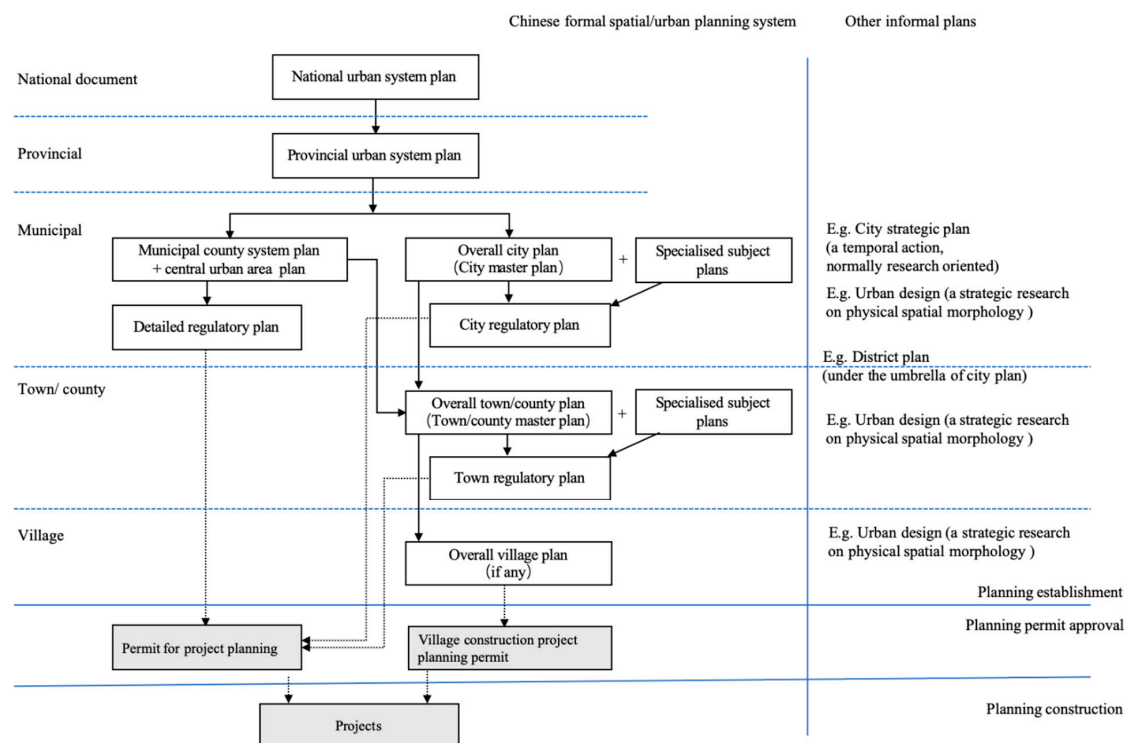 Chinese formal spatial/urban planning system
Other informal plans
National document
National urban system plan
Provincial
Provincial urban system plan
Municipal
Municipal county system plan
+ central urban area plan
Overall city plan
(City master plan)
+
Specialised subject
plans
E.g. City strategic plan
(a temporal action,
normally research oriented)
Detailed regulatory plan
City regulatory plan
E.g. Urban design (a strategic research
on physical spatial morphology )
E.g. District plan
(under the umbrella of city plan)
Town/ county
Overall town/county plan
(Town/county master plan)
+
Specialised subject
plans
E.g. Urban design (a strategic research
on physical spatial morphology )
Town regulatory plan
Village
Overall village plan
(if any)
E.g. Urban design (a strategic research
on physical spatial morphology )
Planning establishment
Permit for project planning
Village construction project
planning permit
Planning permit approval
Projects
Planning construction